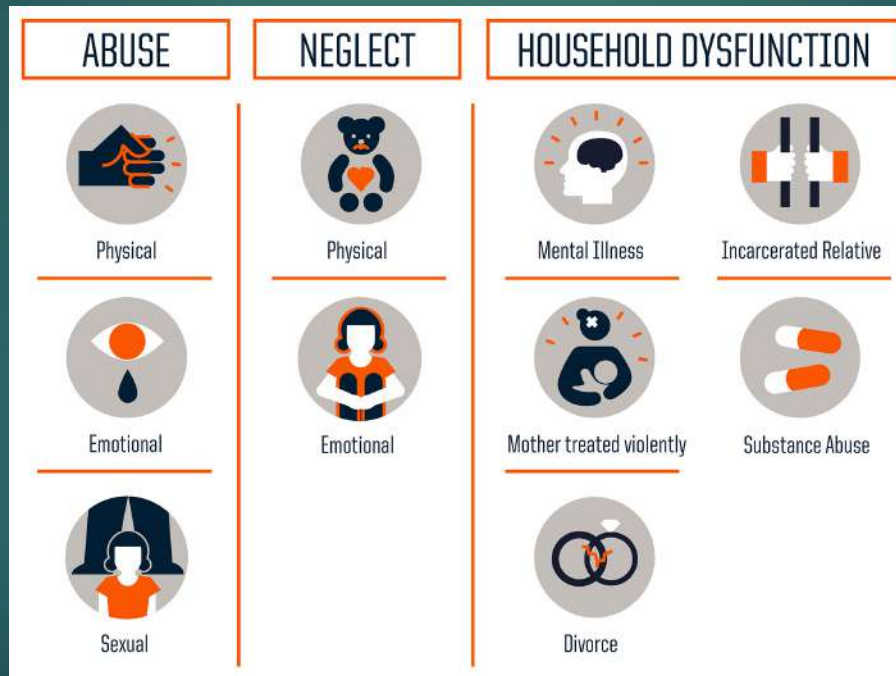 ABUSE
Physical
Emotional
Sexual
NEGLECT
Physical
Emotional
HOUSEHOLD DYSFUNCTION
Mental Illness
Incarcerated Relative
Mother treated violently
Substance Abuse
Divorce